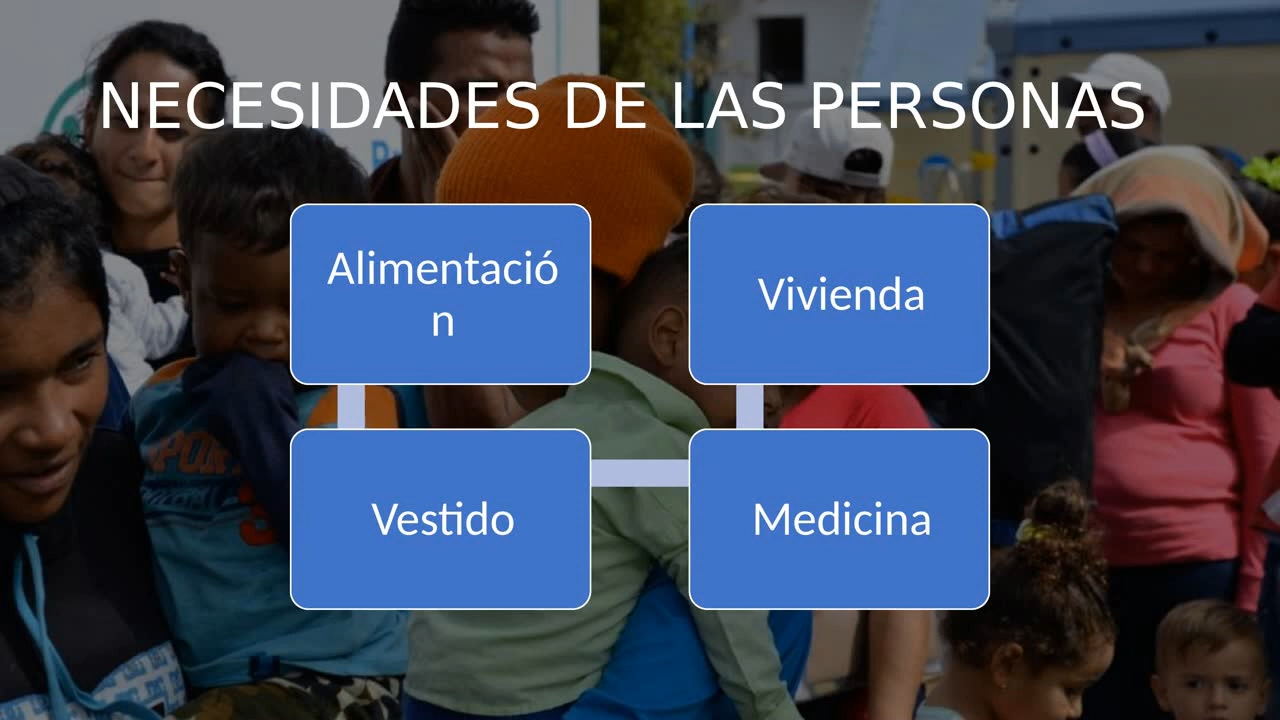 NECESIDADES DE LAS PERSONAS
Alimentació
n
Vivienda
Vestido
Medicina